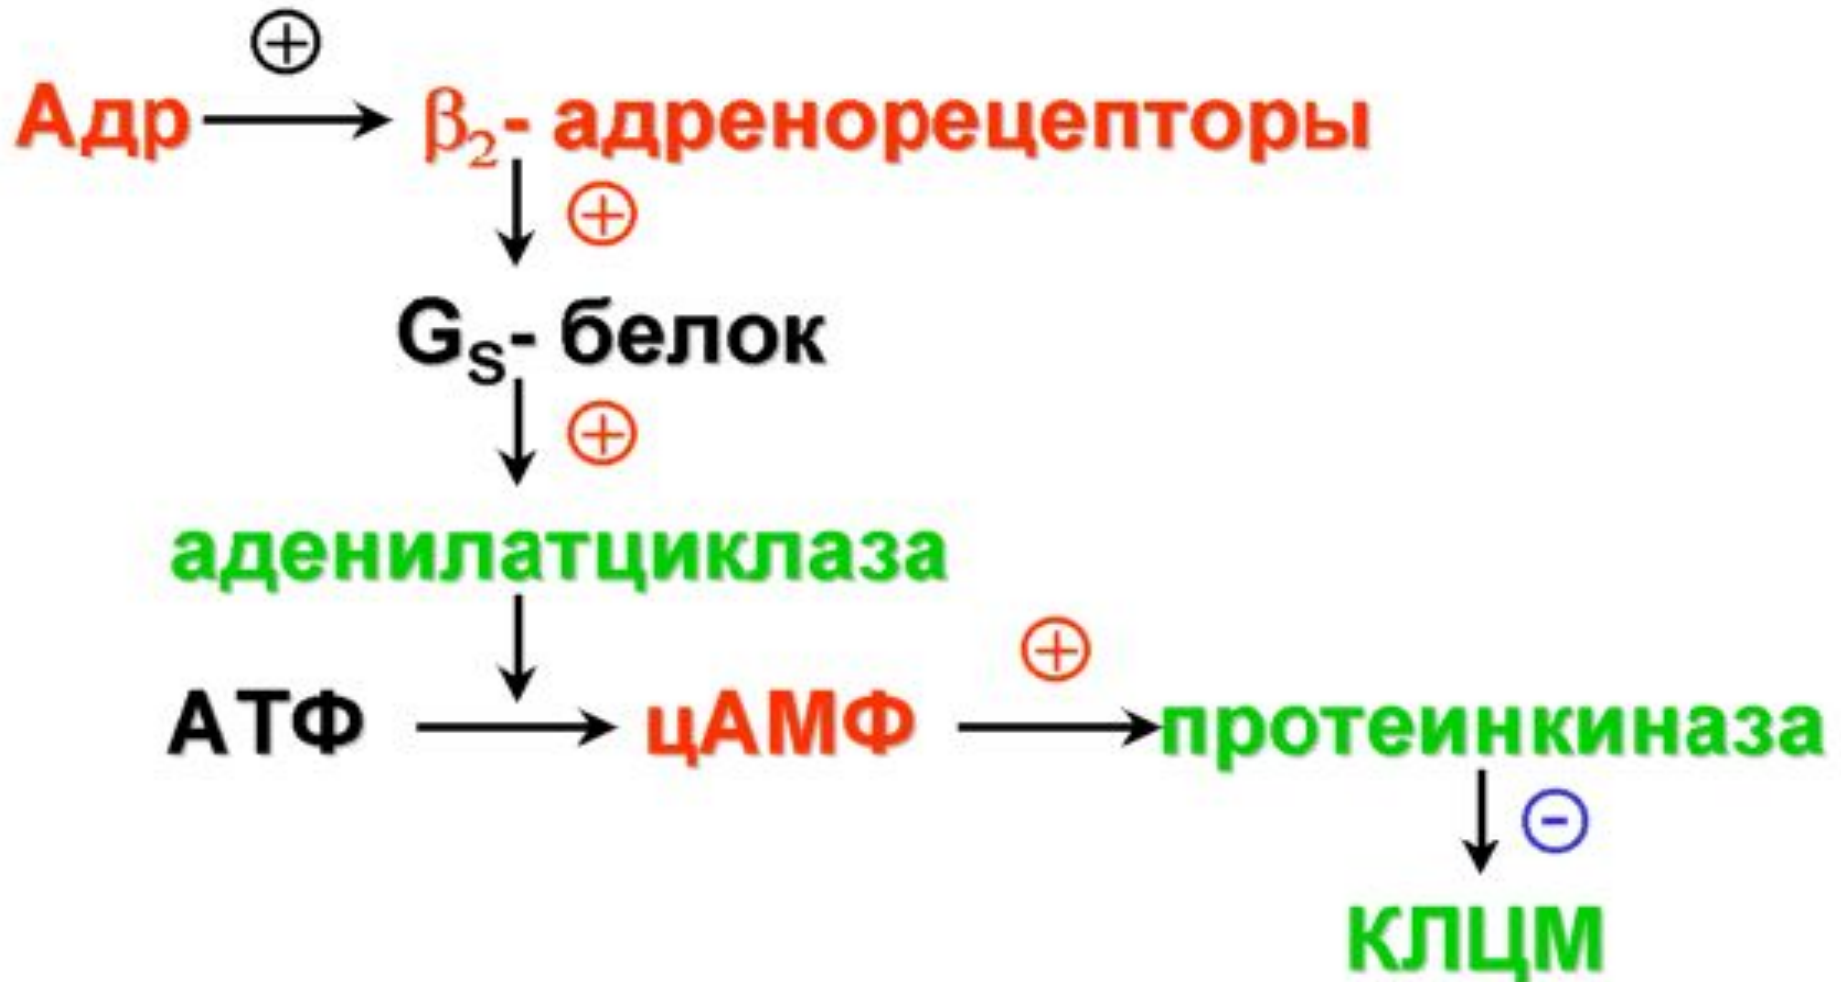 ⊕
Адр → β₂- адренорецепторы
⊕
Gs- белок
⊕
аденилатциклаза
⊕
АТФ → цАМФ → протеинкиназа
⊖
КЛЦМ